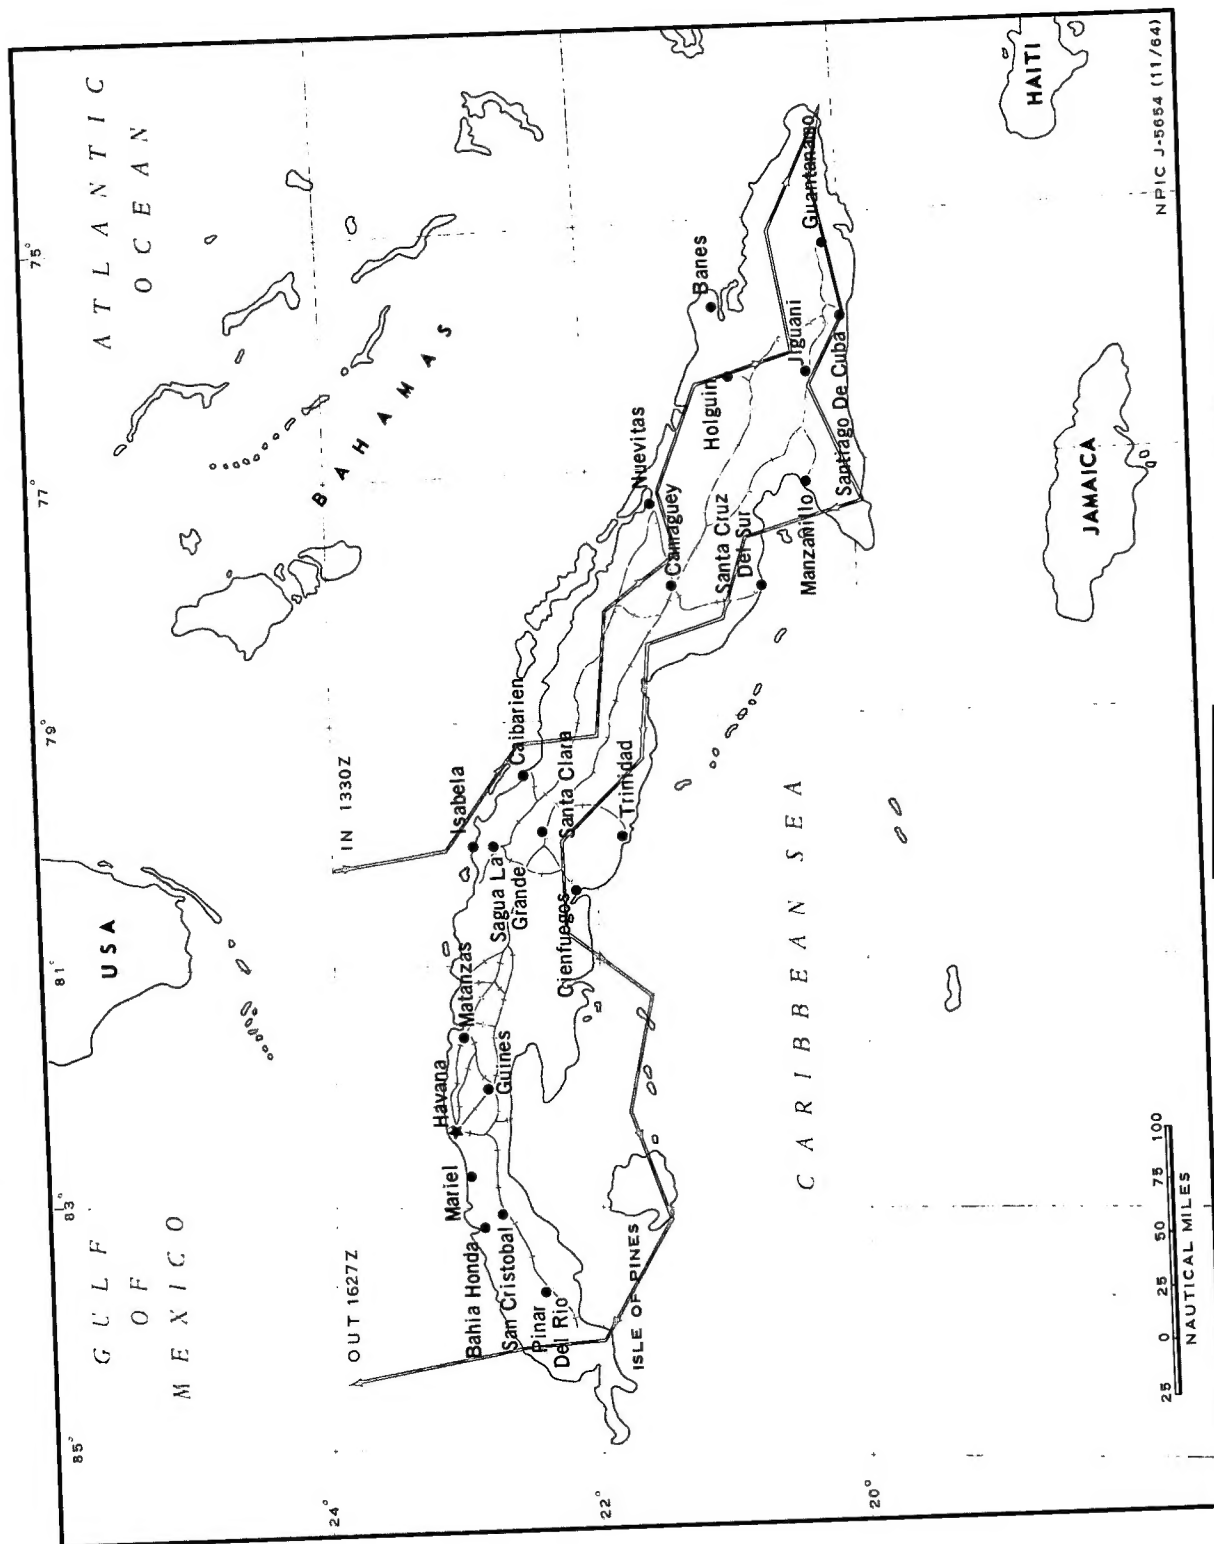 85°
83°
81°
79°
77°
75°
GULF
OF
MEXICO
USA
ATLANTIC
OCEAN
BAHAMAS
24°
22°
20°
OUT 1627Z
IN 1330Z
Bahia Honda
Mariel
Havana
Matanzas
Guines
San Cristobal
Pinar
Del Rio
Isabela
Sagua La
Grande
Caibarien
Santa Clara
Cienfuegos
Trinidad
Nuevitas
Camaguey
Santa Cruz
Del Sur
Holguin
Banes
Manzanillo
Jiguani
Santiago De Cuba
Guantanamo
ISLE OF PINES
CARIBBEAN SEA
JAMAICA
HAITI
25 0 25 50 75 100
NAUTICAL MILES
NPIC J-5654 (11/64)